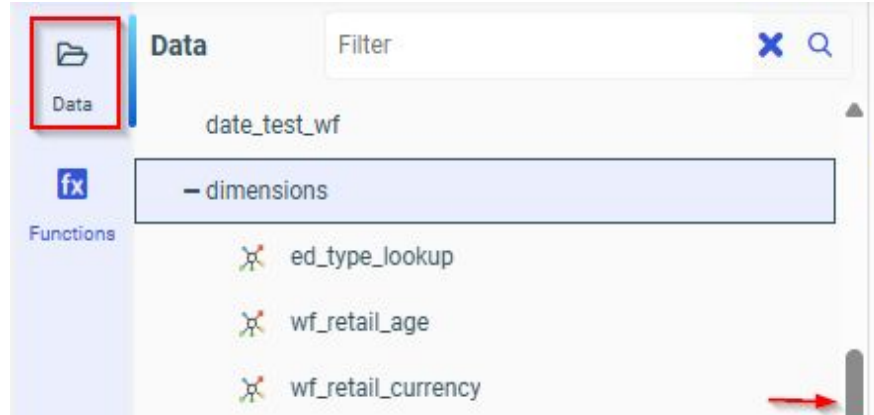 Data
Filter
Data
date_test_wf
dimensions
fx
Functions
ed_type_lookup
wf_retail_age
wf_retail_currency